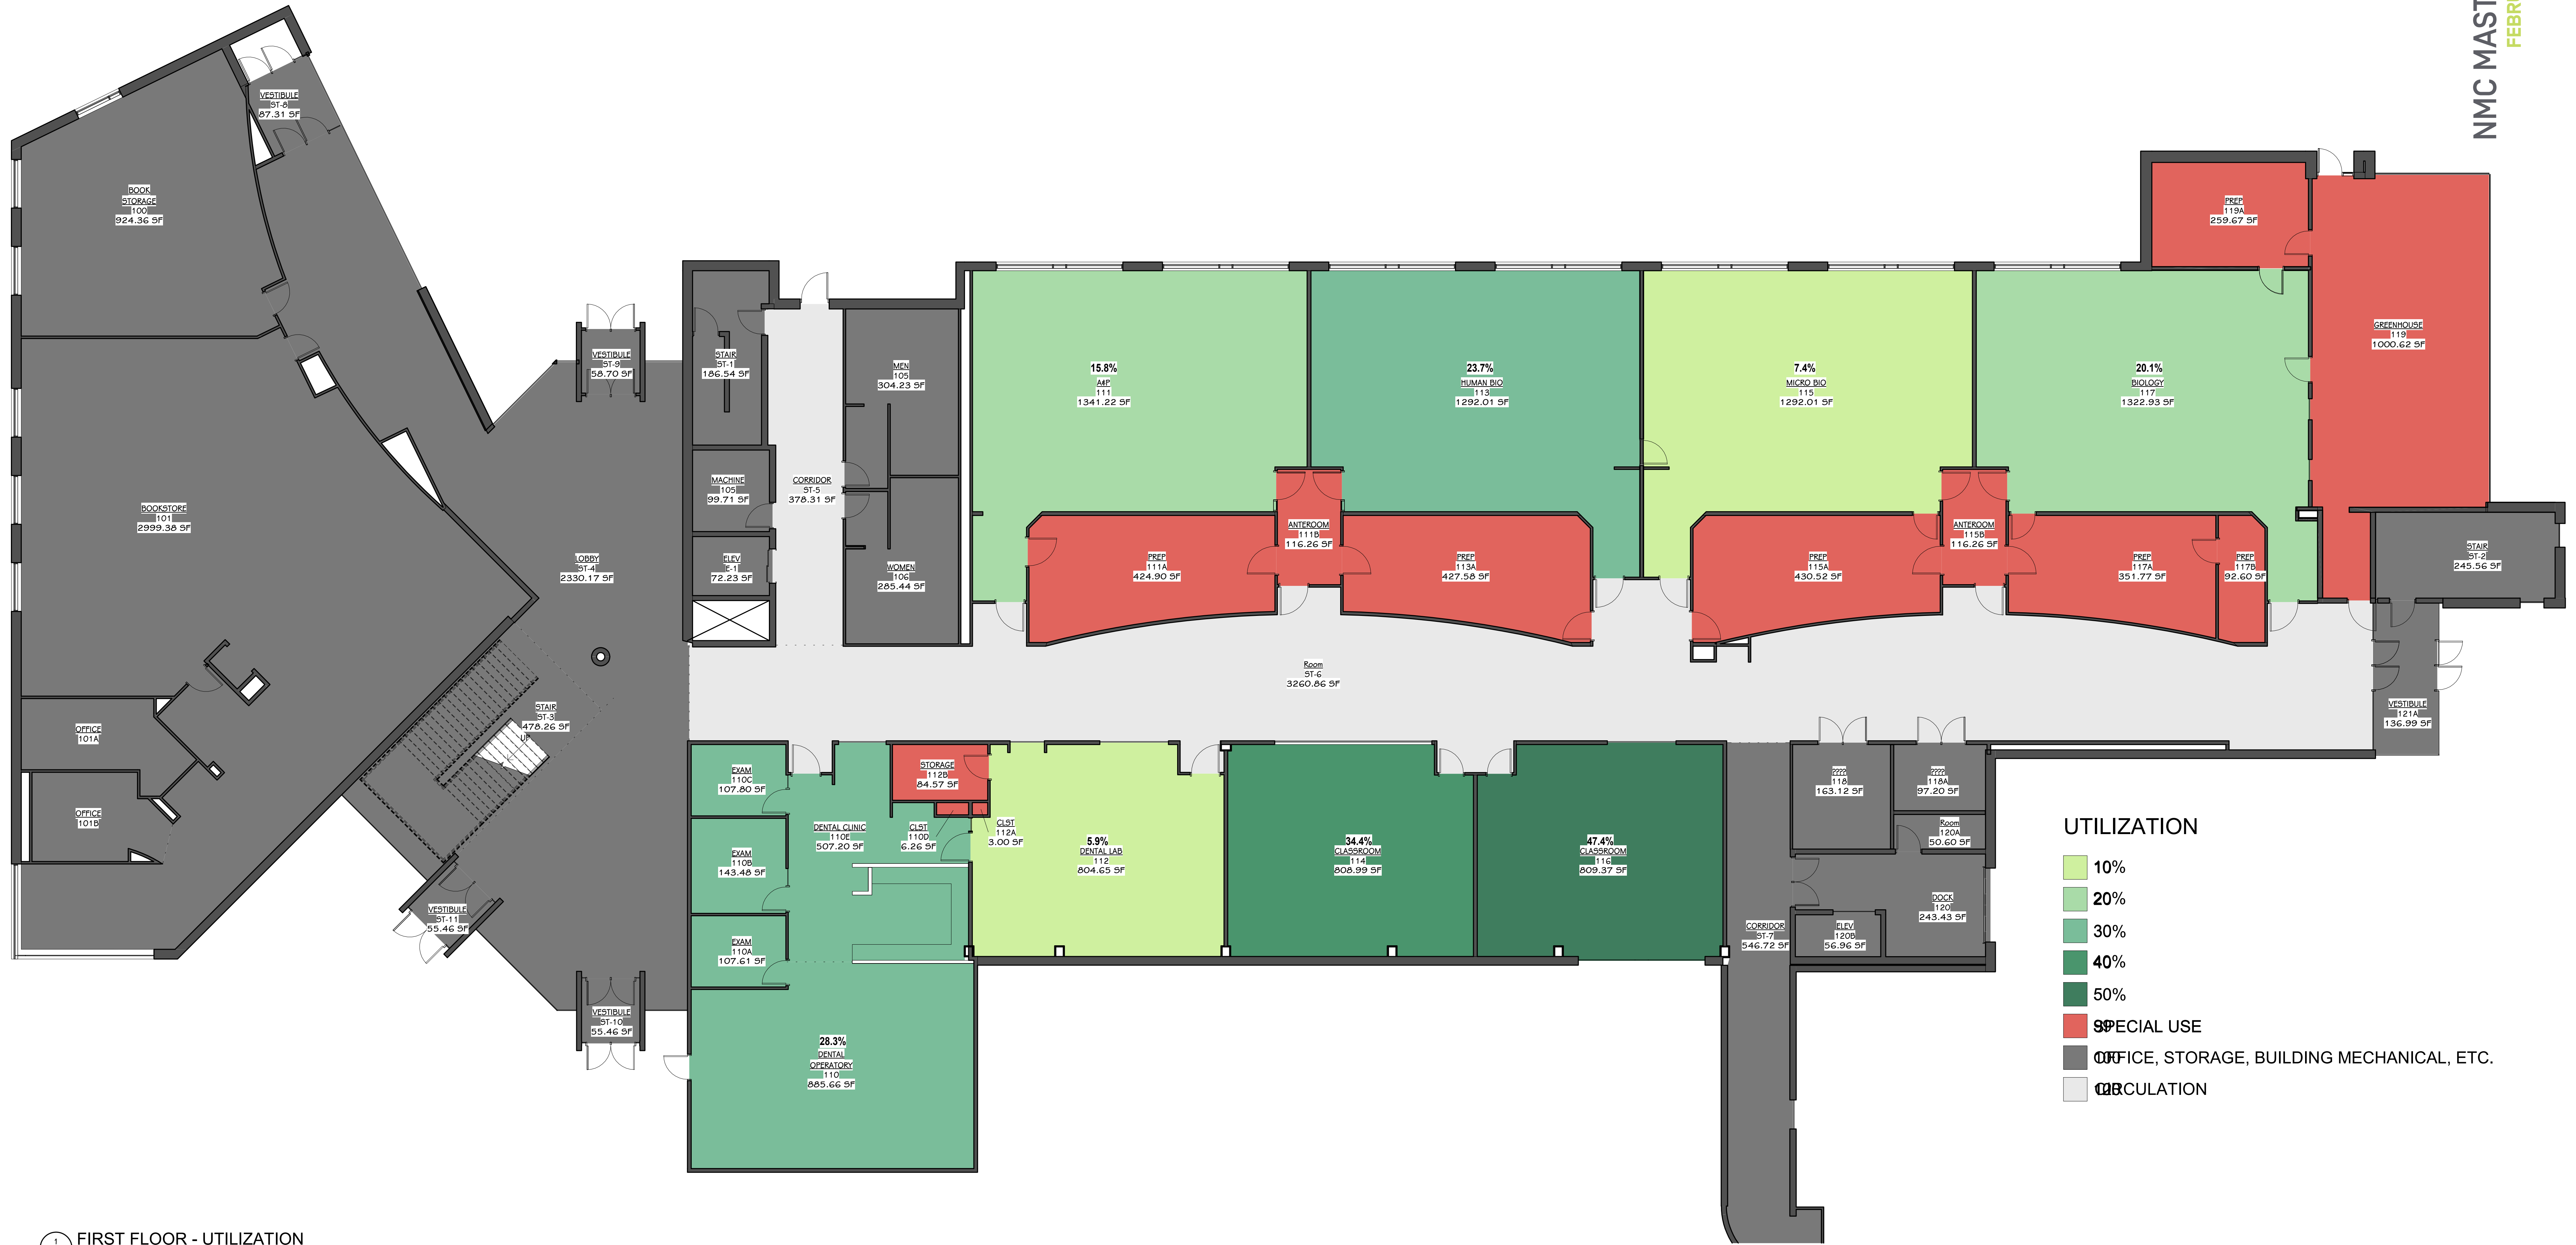 NMC MAST
FEBRU
VESTIBULE
ST-8
87.31 SF
BOOK
STORAGE
100
924.36 SF
BOOKSTORE
101
2999.38 SF
OFFICE
101A
OFFICE
101B
LOBBY
ST-4
2330.17 SF
STAIR
ST-3
478.26 SF
UP
VESTIBULE
ST-9
58.70 SF
VESTIBULE
ST-11
55.46 SF
VESTIBULE
ST-10
55.46 SF
STAIR
ST-1
186.54 SF
MACHINE
105
99.71 SF
ELEV
E-1
72.23 SF
CORRIDOR
ST-5
378.31 SF
MEN
105
304.23 SF
WOMEN
106
285.44 SF
15.8%
A&P
111
1341.22 SF
23.7%
HUMAN BIO
113
1292.01 SF
7.4%
MICRO BIO
115
1292.01 SF
20.1%
BIOLOGY
117
1322.93 SF
PREP
119A
259.67 SF
GREENHOUSE
119
1000.62 SF
PREP
111A
424.90 SF
ANTEROOM
111B
116.26 SF
PREP
113A
427.58 SF
PREP
115A
430.52 SF
ANTEROOM
115B
116.26 SF
PREP
117A
351.77 SF
PREP
117B
92.60 SF
STAIR
ST-2
245.56 SF
Room
ST-6
3260.86 SF
VESTIBULE
121A
136.99 SF
EXAM
110C
107.80 SF
EXAM
110B
143.48 SF
EXAM
110A
107.61 SF
DENTAL CLINIC
110E
507.20 SF
STORAGE
112B
84.57 SF
CLST
110D
6.26 SF
CLST
112A
3.00 SF
5.9%
DENTAL LAB
112
804.65 SF
34.4%
CLASSROOM
114
808.99 SF
47.4%
CLASSROOM
116
809.37 SF
28.3%
DENTAL
OPERATORY
110
885.66 SF
CORRIDOR
ST-7
546.72 SF
????
118
163.12 SF
????
118A
97.20 SF
Room
120A
50.60 SF
DOCK
120
243.43 SF
ELEV
120B
56.96 SF
UTILIZATION
10%
20%
30%
40%
50%
SPECIAL USE
OFFICE, STORAGE, BUILDING MECHANICAL, ETC.
CIRCULATION
1
FIRST FLOOR - UTILIZATION